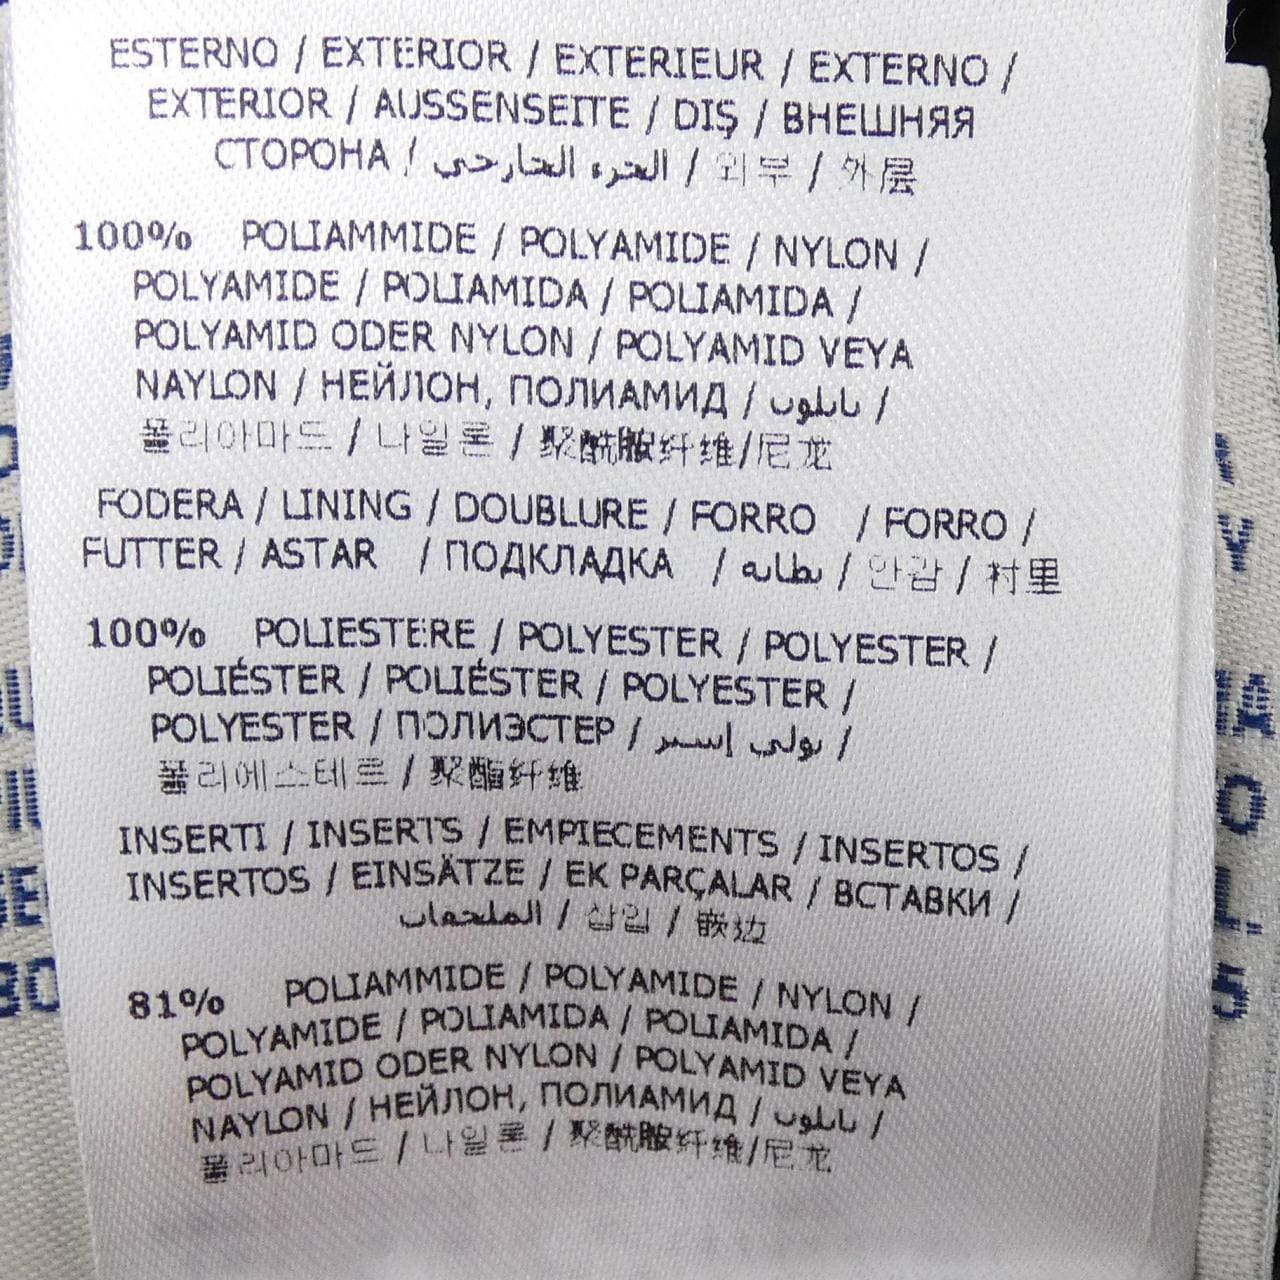 ESTERNO / EXTERIOR / EXTERIEUR / EXTERNO /
EXTERIOR / AUSSENSEITE / DIŞ / ВНЕШНЯЯ
СТОРОНА / الجزء الخارجي / 외부 / 外层
100% POLIAMMIDE / POLYAMIDE / NYLON /
POLYAMIDE / POLIAMIDA / POLIAMIDA /
POLYAMID ODER NYLON / POLYAMID VEYA
NAYLON / НЕЙЛОН, ПОЛИАМИД / نايلون /
폴리아마드 / 나일론 / 聚酰胺纤维/尼龙
FODERA / LINING / DOUBLURE / FORRO / FORRO /
FUTTER / ASTAR / ПОДКЛАДКА / بطانه / 안감 / 村里
100% POLIESTERE / POLYESTER / POLYESTER /
POLIÉSTER / POLIÉSTER / POLYESTER /
POLYESTER / ПОЛИЭСТЕР / بولي إستر /
폴리에스테르 / 聚酯纤维
INSERTI / INSERTS / EMPIECEMENTS / INSERTOS /
INSERTOS / EINSÄTZE / EK PARÇALAR / ВСТАВКИ /
الملحقات / 삽입 / 嵌边
81% POLIAMMIDE / POLYAMIDE / NYLON /
POLYAMIDE / POLIAMIDA / POLIAMIDA /
POLYAMID ODER NYLON / POLYAMID VEYA
NAYLON / НЕЙЛОН, ПОЛИАМИД / نايلون /
폴리아마드 / 나일론 / 聚酰胺纤维/尼龙